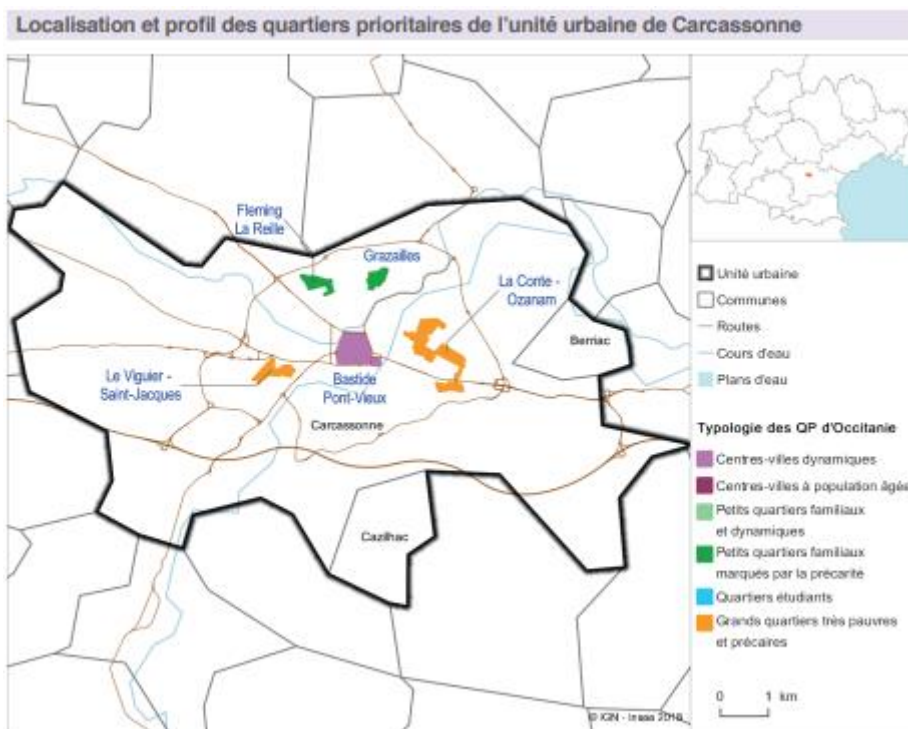 Localisation et profil des quartiers prioritaires de l'unité urbaine de Carcassonne
Fleming
La Reille
Grazailles
La Conte -
Ozanam
Berriac
Le Viguier -
Saint-Jacques
Bastide
Pont-Vieux
Carcassonne
Cazilhac
© IGN - Insee 2018
Unité urbaine
Communes
Routes
Cours d'eau
Plans d'eau
Typologie des QP d'Occitanie
Centres-villes dynamiques
Centres-villes à population âgée
Petits quartiers familiaux
et dynamiques
Petits quartiers familiaux
marqués par la précarité
Quartiers étudiants
Grands quartiers très pauvres
et précaires
0 1 km